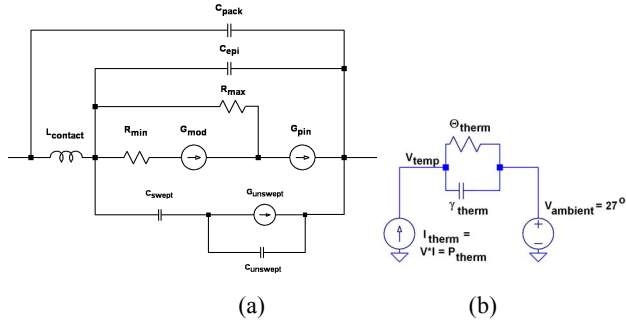 Cpack
Cepi
Rmax
Lcontact
Rmin
Gmod
Gpin
Cswept
Gunswept
Cunswept
(a)
Θtherm
Vtemp
γtherm
Vambient = 27°
Itherm =
V*I = Ptherm
(b)